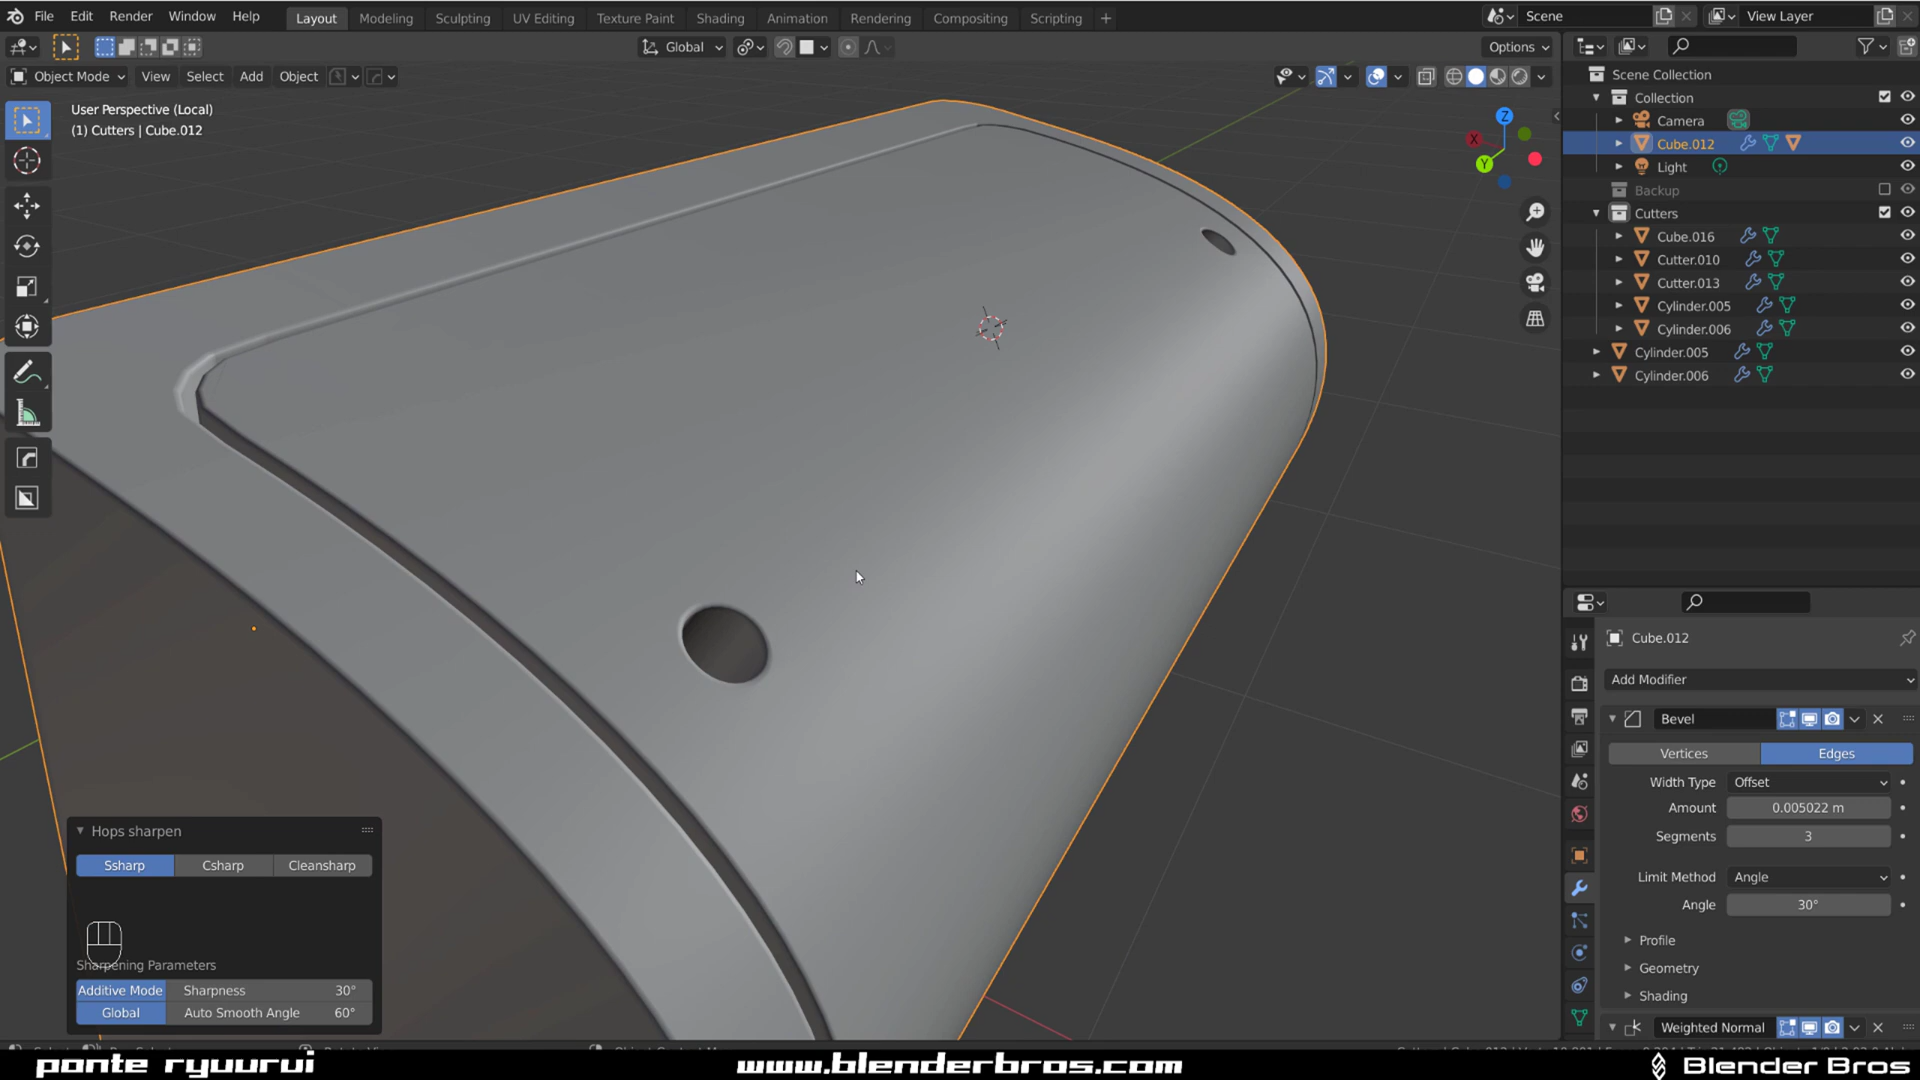 File Edit Render Window Help Layout Modeling Sculpting UV Editing Texture Paint Shading Animation Rendering Compositing Scripting + Scene View Layer
Global Options
Object Mode View Select Add Object
User Perspective (Local)
(1) Cutters | Cube.012
Z
X
Y
Scene Collection
Collection
Camera
Cube.012
Light
Backup
Cutters
Cube.016
Cutter.010
Cutter.013
Cylinder.005
Cylinder.006
Cylinder.005
Cylinder.006
Cube.012
Add Modifier
Bevel
Vertices Edges
Width Type Offset
Amount 0.005022 m
Segments 3
Limit Method Angle
Angle 30°
Profile
Geometry
Shading
Weighted Normal
Hops sharpen
Ssharp Csharp Cleansharp
Sharpening Parameters
Additive Mode Sharpness 30°
Global Auto Smooth Angle 60°
ponte ryuurui www.blenderbros.com Blender Bros